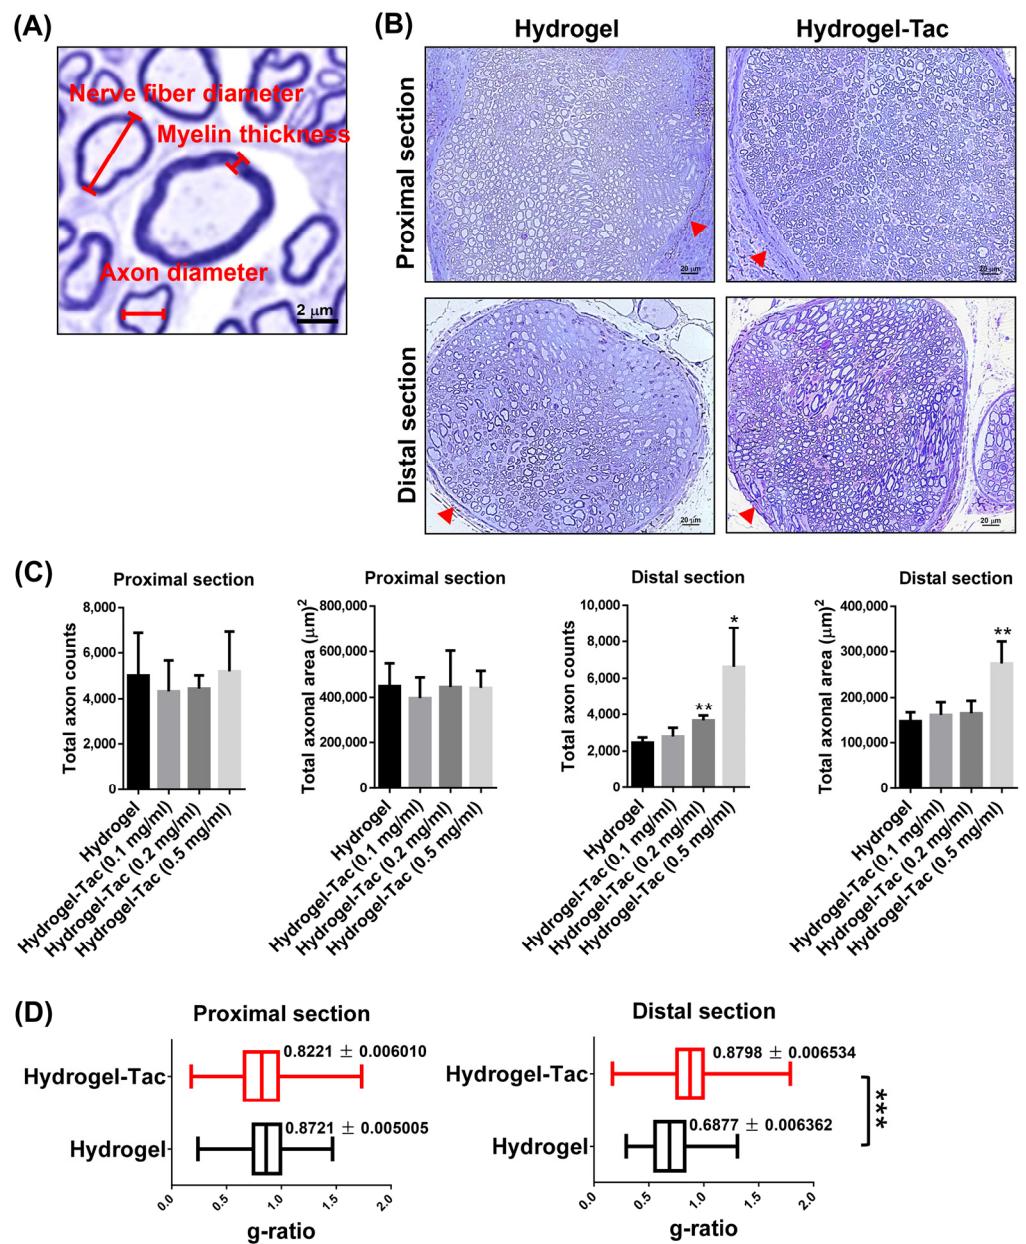 (A)
Nerve fiber diameter
Myelin thickness
Axon diameter
2 μm
(B)
Hydrogel
Hydrogel-Tac
Proximal section
20 μm
20 μm
Distal section
20 μm
20 μm
(C)
Proximal section
Total axon counts
8,000
6,000
4,000
2,000
0
Hydrogel
Hydrogel-Tac (0.1 mg/ml)
Hydrogel-Tac (0.2 mg/ml)
Hydrogel-Tac (0.5 mg/ml)
Proximal section
Total axonal area (μm)²
800,000
600,000
400,000
200,000
0
Hydrogel
Hydrogel-Tac (0.1 mg/ml)
Hydrogel-Tac (0.2 mg/ml)
Hydrogel-Tac (0.5 mg/ml)
Distal section
Total axon counts
10,000
8,000
6,000
4,000
2,000
0
**
*
Hydrogel
Hydrogel-Tac (0.1 mg/ml)
Hydrogel-Tac (0.2 mg/ml)
Hydrogel-Tac (0.5 mg/ml)
Distal section
Total axonal area (μm)²
400,000
300,000
200,000
100,000
0
**
Hydrogel
Hydrogel-Tac (0.1 mg/ml)
Hydrogel-Tac (0.2 mg/ml)
Hydrogel-Tac (0.5 mg/ml)
(D)
Proximal section
Hydrogel-Tac
0.8221 ± 0.006010
Hydrogel
0.8721 ± 0.005005
0.0 0.5 1.0 1.5 2.0
g-ratio
Distal section
Hydrogel-Tac
0.8798 ± 0.006534
Hydrogel
0.6877 ± 0.006362
***
0.0 0.5 1.0 1.5 2.0
g-ratio